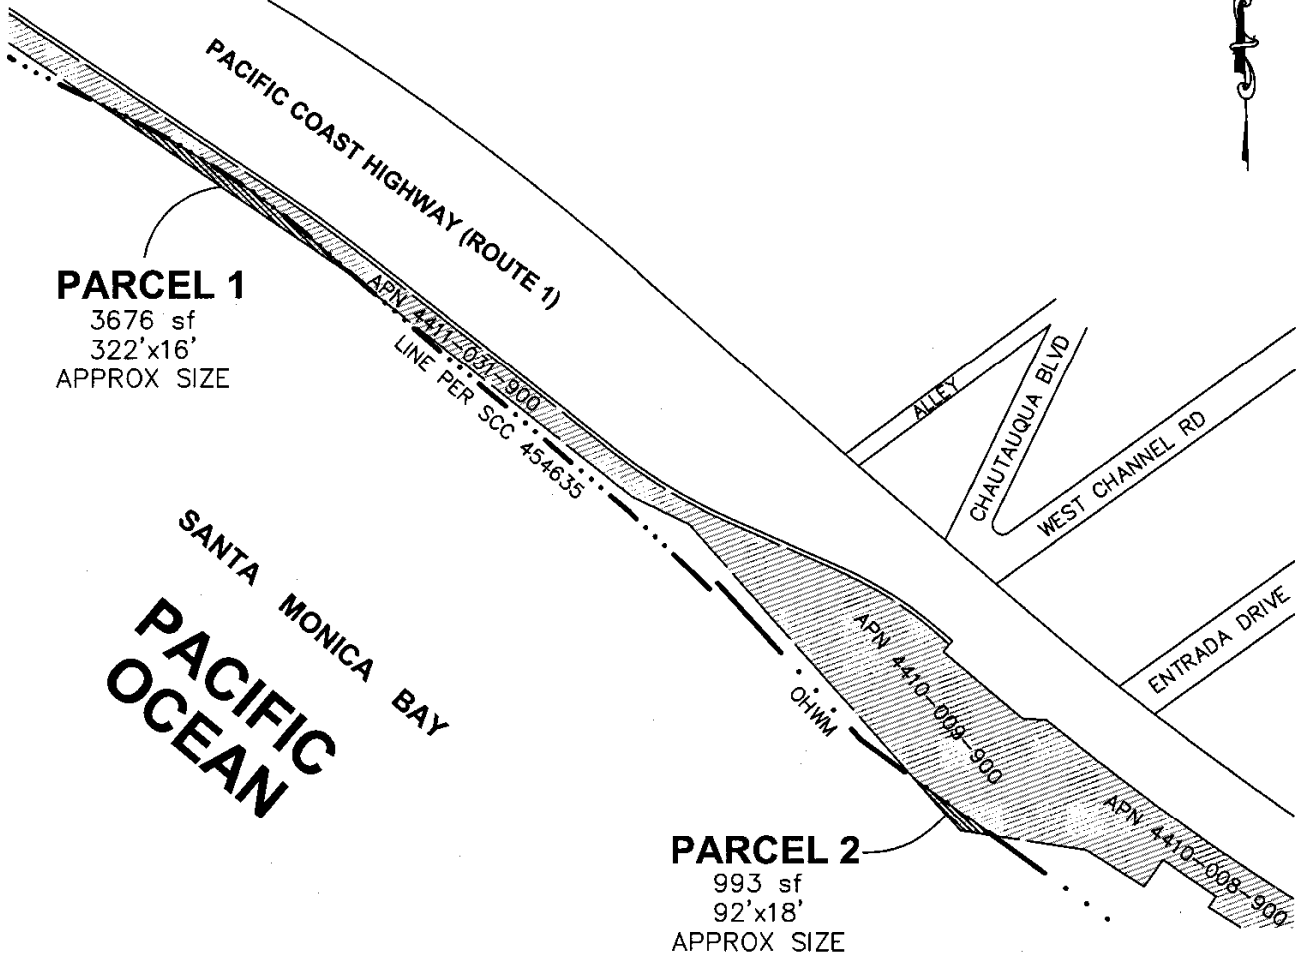 PACIFIC COAST HIGHWAY (ROUTE 1)
PARCEL 1
3676 sf
322'x16'
APPROX SIZE
APN 4411-031-900
LINE PER SCC 454635
ALLEY
CHAUTAUQUA BLVD
WEST CHANNEL RD
ENTRADA DRIVE
SANTA MONICA BAY
PACIFIC
OCEAN
OHWM
APN 4410-009-900
APN 4410-008-900
PARCEL 2
993 sf
92'x18'
APPROX SIZE